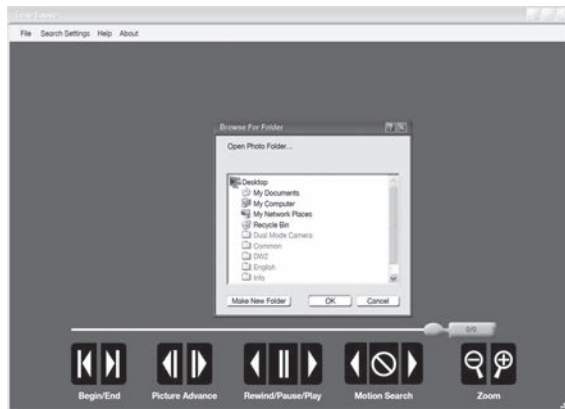 File Search Settings Help About
Browse For Folder
Open Photo Folder...
Desktop
My Documents
My Computer
My Network Places
Recycle Bin
Dual Mode Camera
Common
DW2
English
Info
Make New Folder OK Cancel
0/0
Begin/End Picture Advance Rewind/Pause/Play Motion Search Zoom